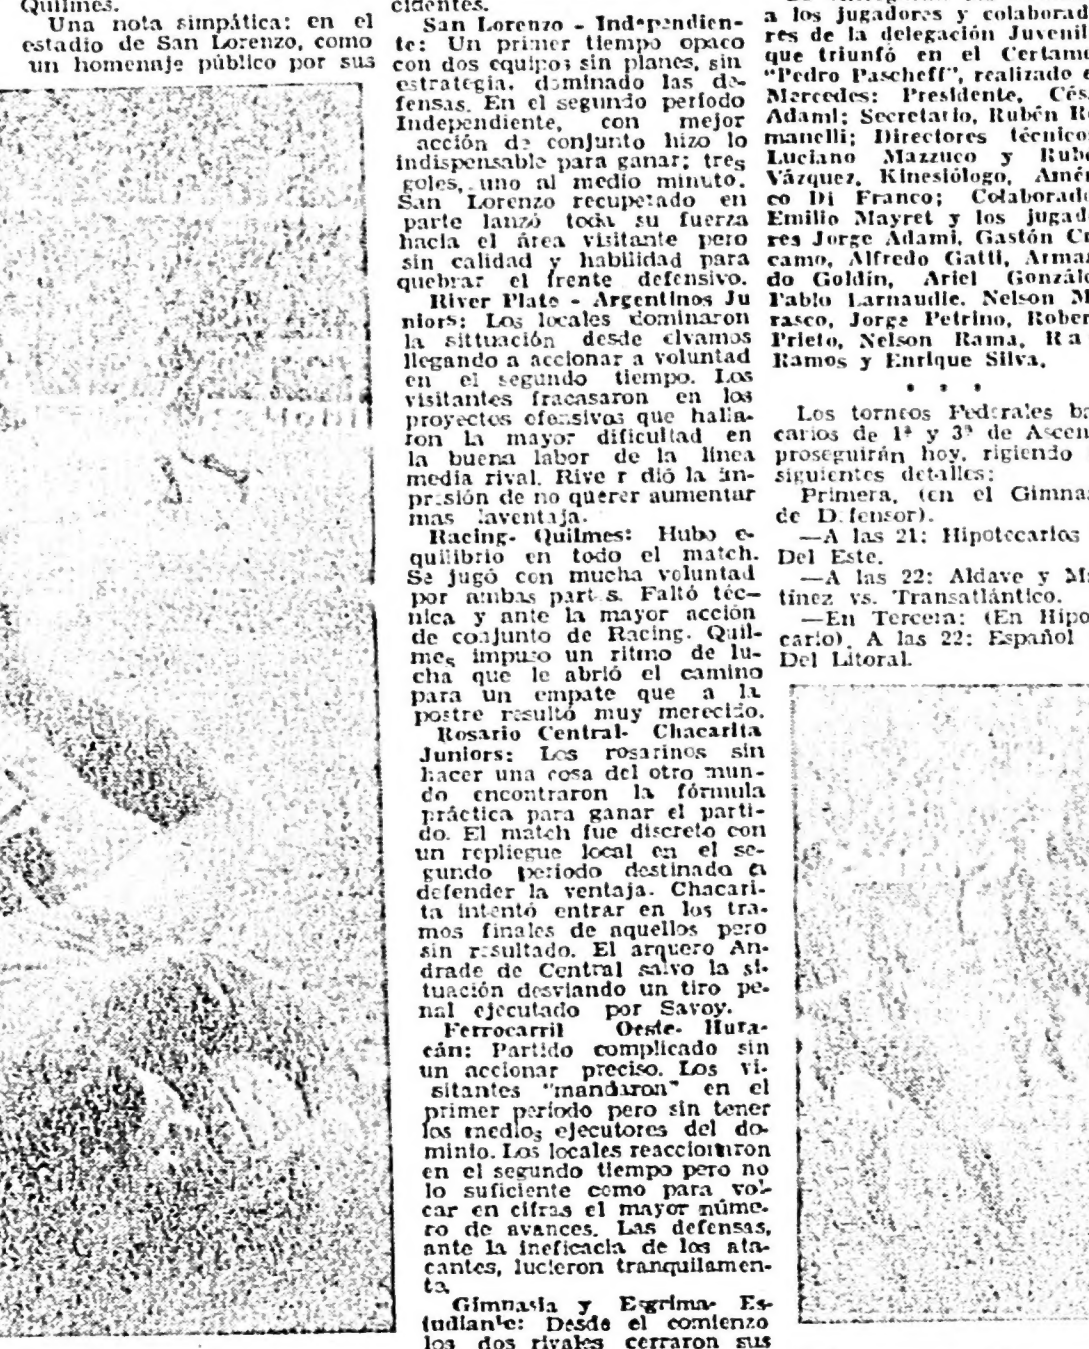 Quilmes.
Una nota simpática: en el
estadio de San Lorenzo, como
un homenaje público por sus
cidentes.
San Lorenzo - Independien-
te: Un primer tiempo opaco
con dos equipos sin planes, sin
estrategia, dominado las de-
fensas. En el segundo período
Independiente, con mejor
acción de conjunto hizo lo
indispensable para ganar; tres
goles, uno al medio minuto.
San Lorenzo recuperado en
parte lanzó toda su fuerza
hacia el área visitante pero
sin calidad y habilidad para
quebrar el frente defensivo.
River Plate - Argentinos Ju
niors: Los locales dominaron
la sittuación desde elvamos
llegando a accionar a voluntad
en el segundo tiempo. Los
visitantes fracasaron en los
proyectos ofensivos que halla-
ron la mayor dificultad en
la buena labor de la línea
media rival. Rive r dió la im-
presión de no querer aumentar
mas laventaja.
Racing- Quilmes: Hubo e-
quilibrio en todo el match.
Se jugó con mucha voluntad
por ambas part s. Faltó téc-
nica y ante la mayor acción
de conjunto de Racing. Quil-
mes impuso un ritmo de lu-
cha que le abrió el camino
para un empate que a la
postre resultó muy merecido.
Rosario Central- Chacarita
Juniors: Los rosarinos sin
hacer una cosa del otro mun-
do encontraron la fórmula
práctica para ganar el parti-
do. El match fue discreto con
un repliegue local en el se-
gundo período destinado a
defender la ventaja. Chacari-
ta intentó entrar en los tra-
mos finales de aquellos pero
sin resultado. El arquero An-
drade de Central salvo la si-
tuación desviando un tiro pe-
nal ejecutado por Savoy.
Ferrocarril Oeste- Hura-
cán: Partido complicado sin
un accionar preciso. Los vi-
sitantes "mandaron" en el
primer período pero sin tener
los medios ejecutores del do-
minio. Los locales reaccionaron
en el segundo tiempo pero no
lo suficiente como para vol-
car en cifras el mayor núme-
ro de avances. Las defensas,
ante la ineficacia de los ata-
cantes, lucieron tranquilamen-
ta.
Gimnasia y Esgrima- Es-
tudiante: Desde el comienzo
los dos rivales cerraron sus
a los jugadores y colaborad
res de la delegación Juvenil
que triunfó en el Certame
"Pedro Pascheff", realizado e
Mercedes: Presidente, Cés
Adami; Secretario, Rubén R
manelli; Directores técnico
Luciano Mazzuco y Rub
Vázquez, Kinesiólogo, Amér
co Di Franco; Colaborad
Emilio Mayret y los jugad
res Jorge Adami, Gastón C
camo, Alfredo Gatti, Arma
do Goldín, Ariel Gonzále
Pablo Larnaudie, Nelson M
rasco, Jorge Petrino, Rober
Prieto, Nelson Rama, Ra
Ramos y Enrique Silva.
* * *
Los torneos Federales ba
carios de 1ª y 3ª de Ascen
proseguirán hoy, rigiendo
siguientes detalles:
Primera, (en el Gimnas
de Defensor).
—A las 21: Hipotecarios
Del Este.
—A las 22: Aldave y Ma
tínez vs. Transatlántico.
—En Tercera: (En Hipo
cario). A las 22: Español
Del Litoral.